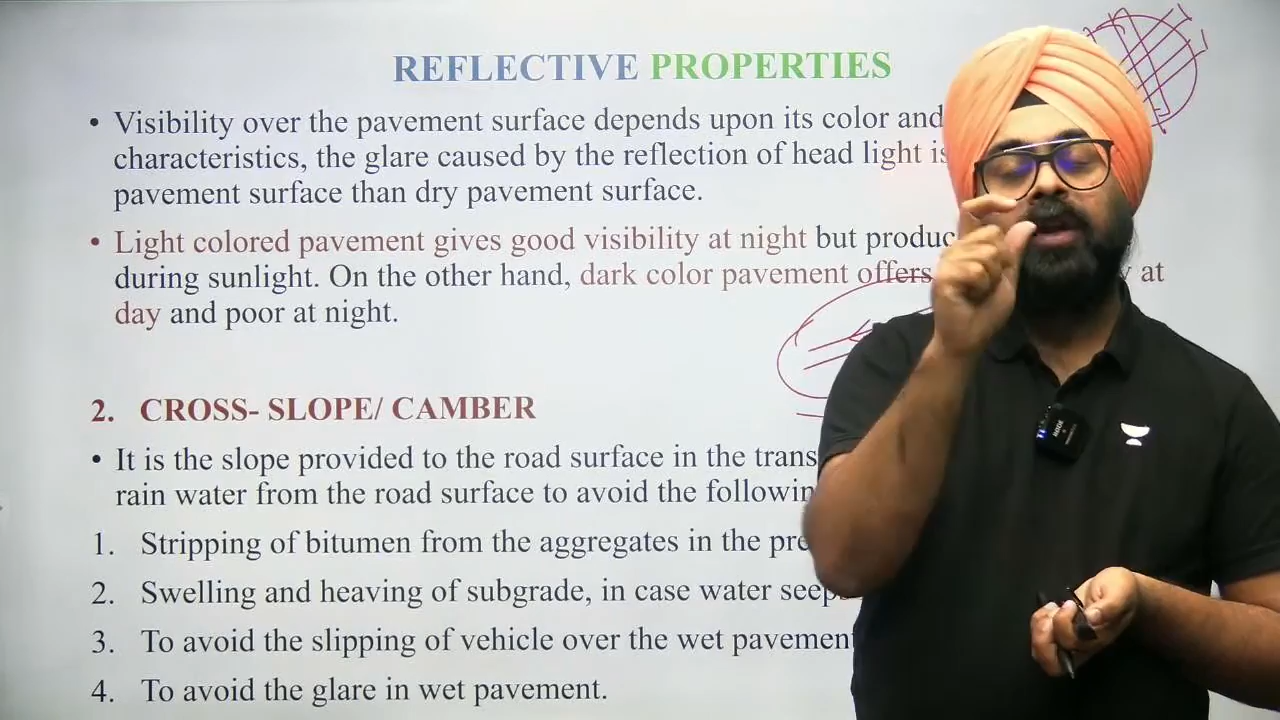 REFLECTIVE PROPERTIES
• Visibility over the pavement surface depends upon its color and
characteristics, the glare caused by the reflection of head light is
pavement surface than dry pavement surface.
• Light colored pavement gives good visibility at night but
during sunlight. On the other hand, dark color pavement offers at
day and poor at night.
2. CROSS- SLOPE/ CAMBER
• It is the slope provided to the road surface in the
rain water from the road surface to avoid the
1. Stripping of bitumen from the aggregates in the
2. Swelling and heaving of subgrade, in case water
3. To avoid the slipping of vehicle over the wet pavement
4. To avoid the glare in wet pavement.